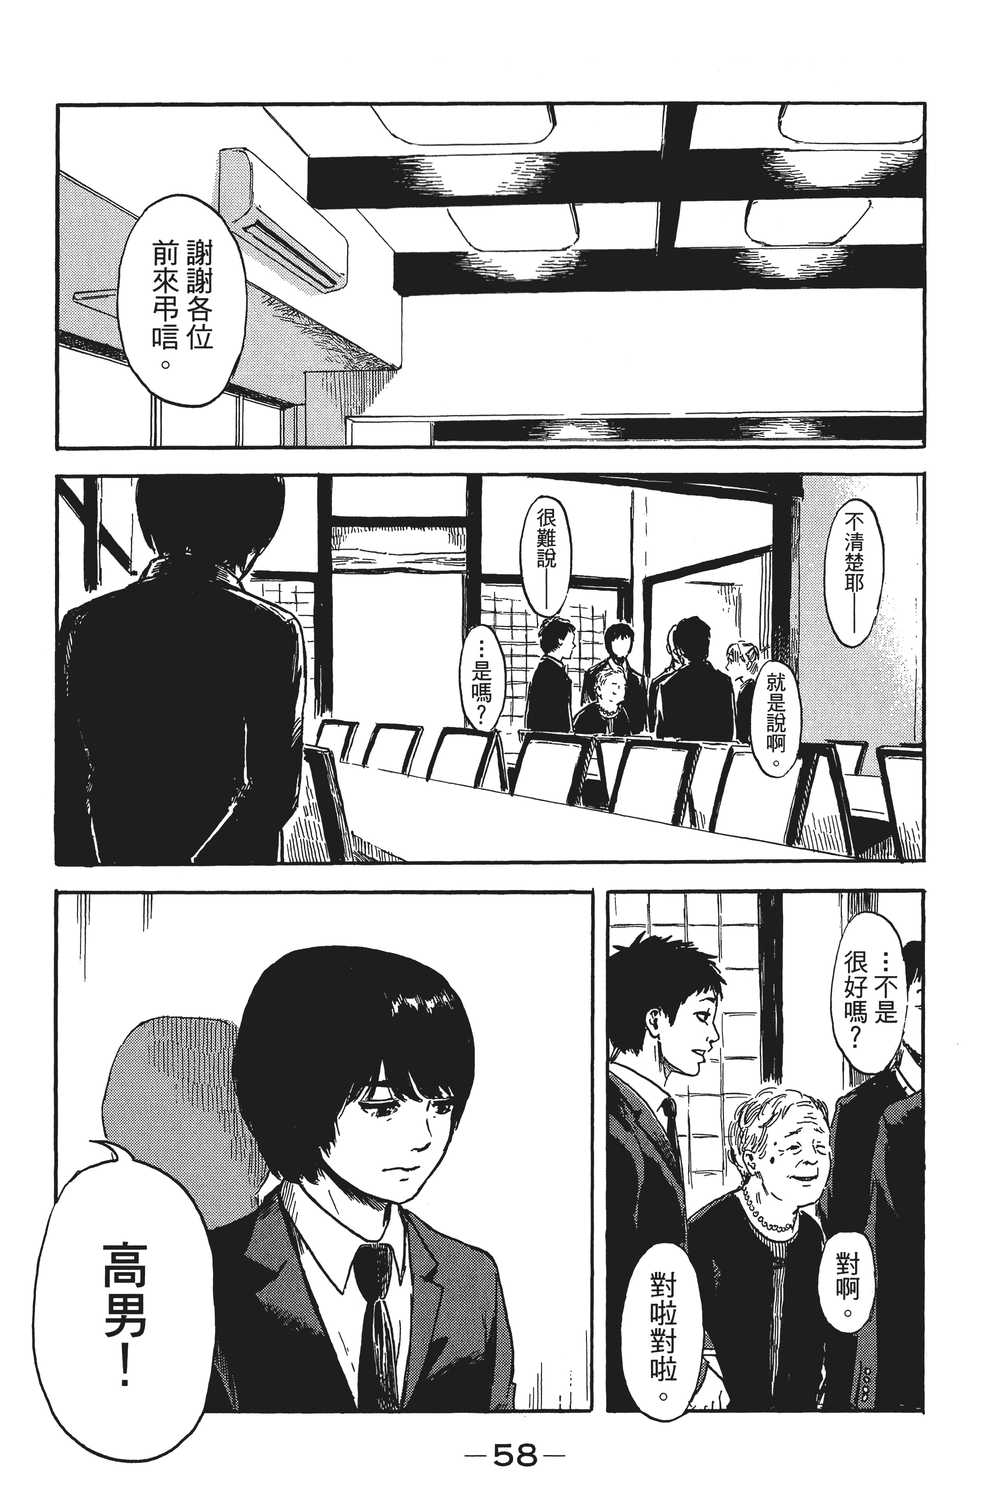 謝謝各位
前來弔唁。
不清楚耶——
很難說——
就是說啊。
…是嗎?
…不是
很好嗎?
對啊。
對啦對啦。
高男!
—58—